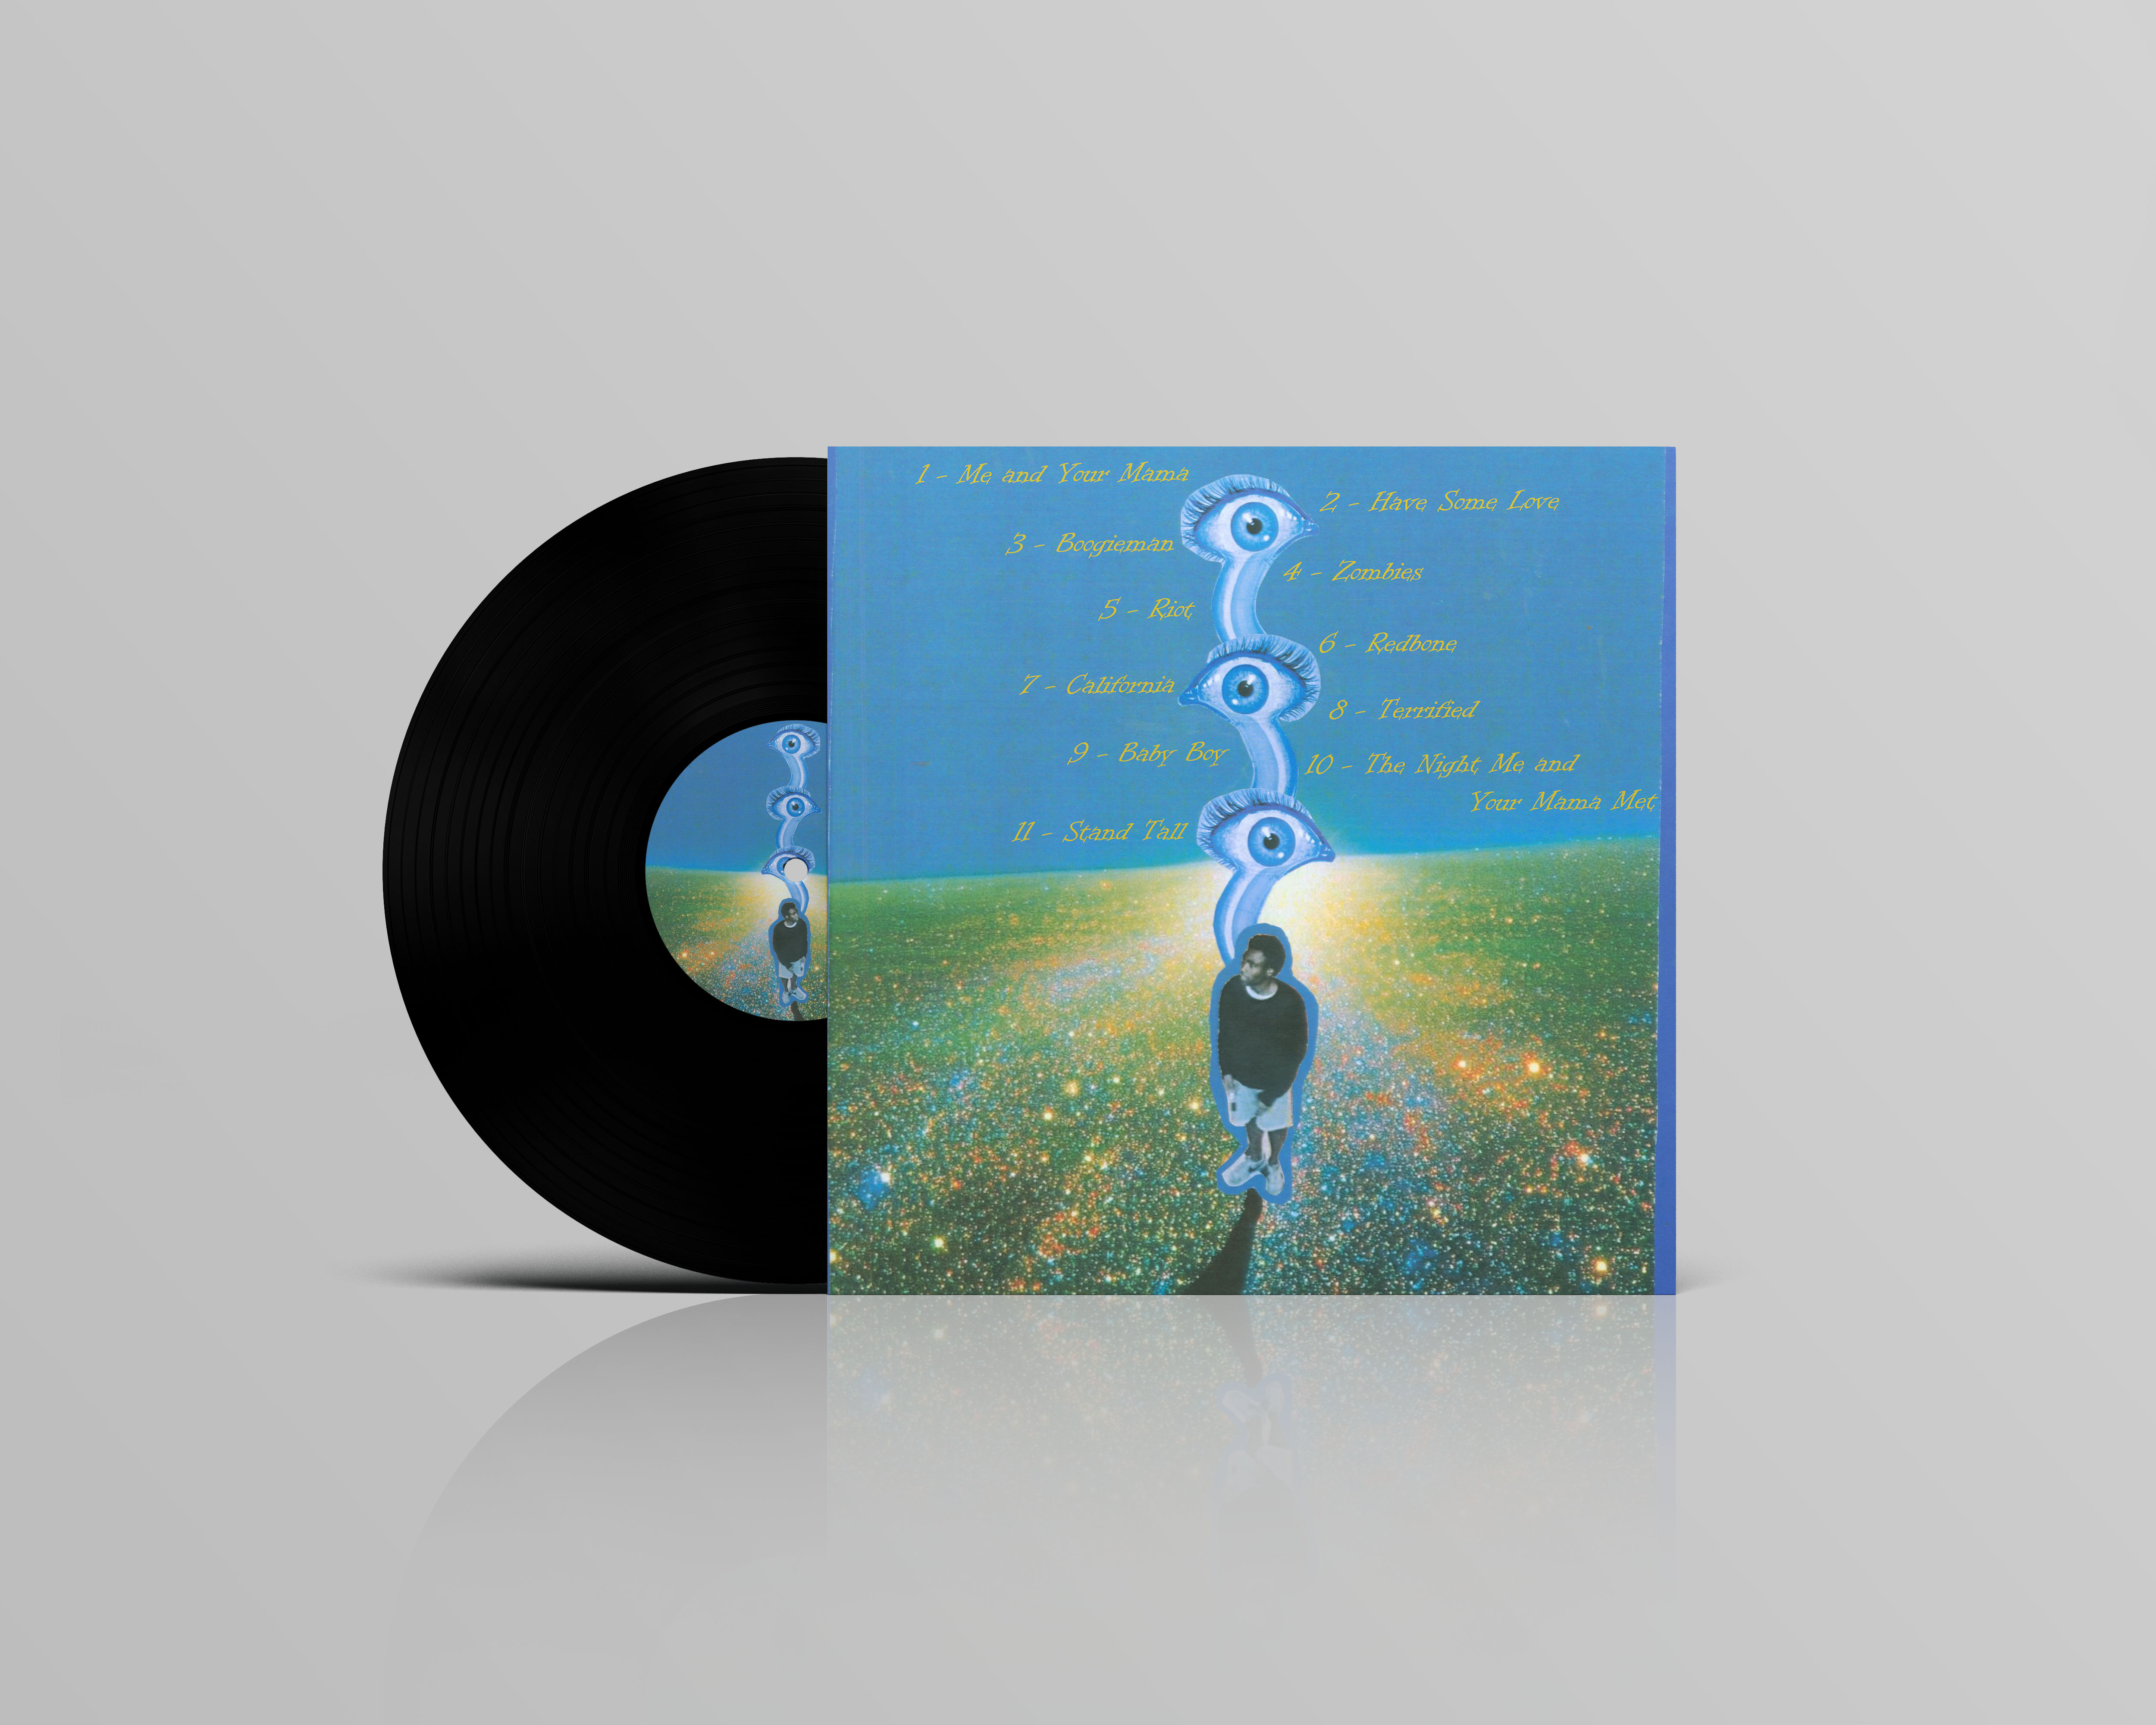 1 - Me and Your Mama
2 - Have Some Love
3 - Boogieman
4 - Zombies
5 - Riot
6 - Redbone
7 - California
8 - Terrified
9 - Baby Boy
10 - The Night Me and
Your Mama Met
11 - Stand Tall